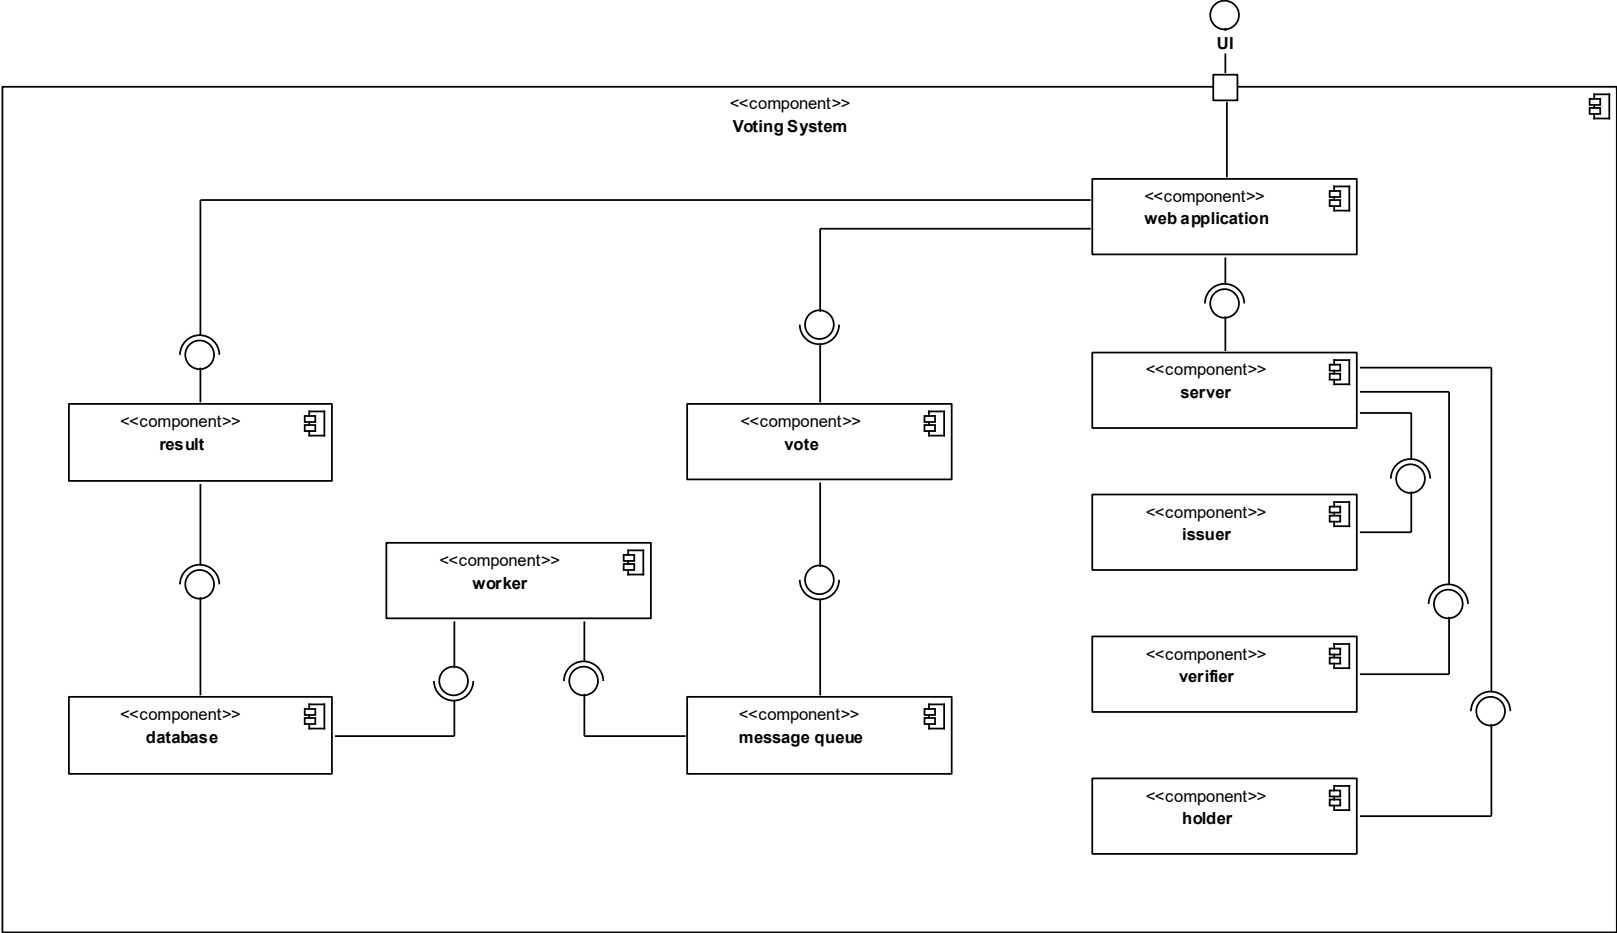 UI
<<component>>
Voting System
<<component>>
web application
<<component>>
server
<<component>>
result
<<component>>
vote
<<component>>
issuer
<<component>>
worker
<<component>>
verifier
<<component>>
database
<<component>>
message queue
<<component>>
holder